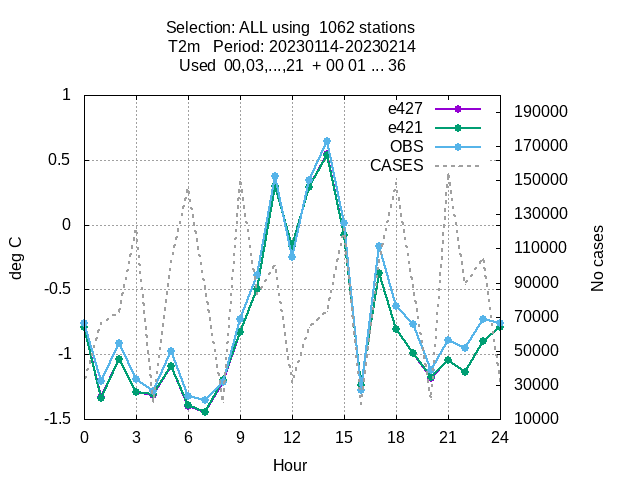 Selection: ALL using  1062 stations
T2m   Period: 20230114-20230214
Used  00,03,...,21  + 00 01 ... 36
e427
e421
OBS
CASES
1
0.5
0
-0.5
-1
-1.5
deg C
190000
170000
150000
130000
110000
90000
70000
50000
30000
10000
No cases
0 3 6 9 12 15 18 21 24
Hour